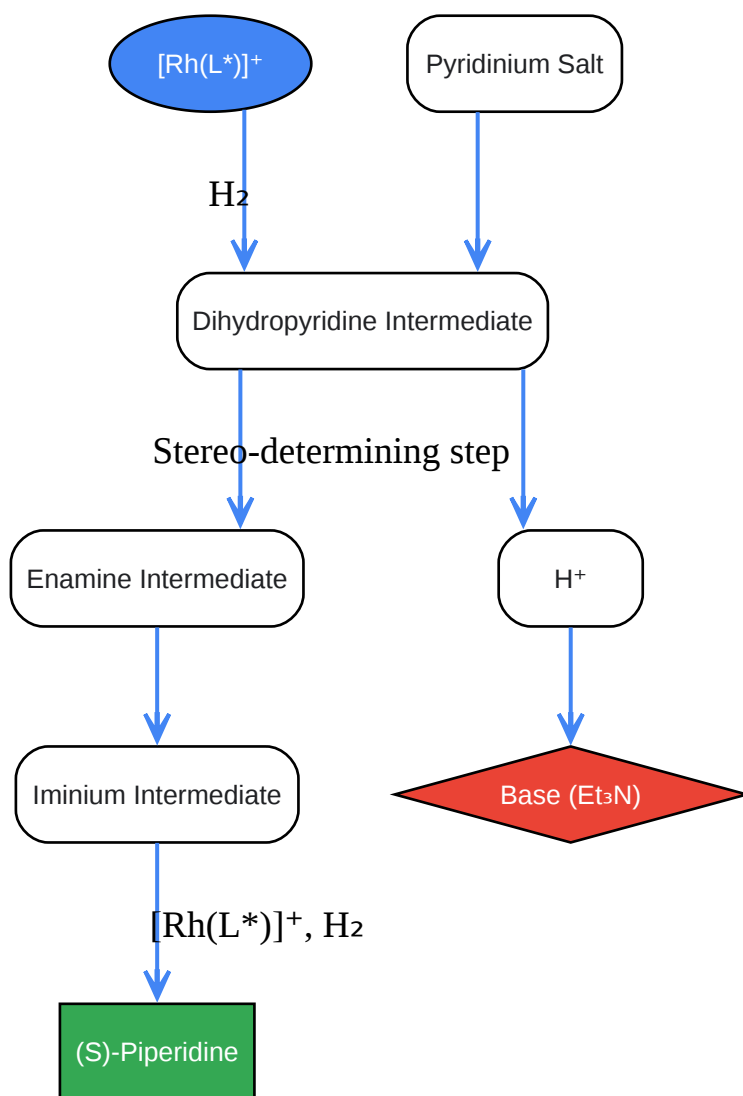 [Rh(L*)]⁺
Pyridinium Salt
H₂
Dihydropyridine Intermediate
Stereo-determining step
Enamine Intermediate
H⁺
Iminium Intermediate
Base (Et₃N)
[Rh(L*)]⁺, H₂
(S)-Piperidine